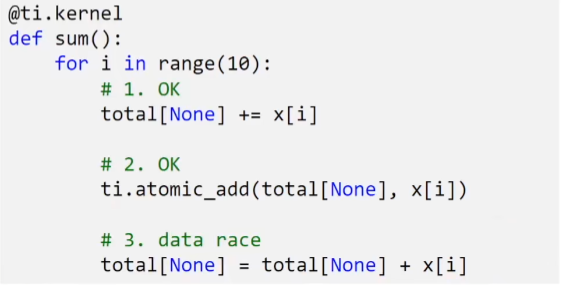 @ti.kernel
def sum():
    for i in range(10):
        # 1. OK
        total[None] += x[i]

        # 2. OK
        ti.atomic_add(total[None], x[i])

        # 3. data race
        total[None] = total[None] + x[i]